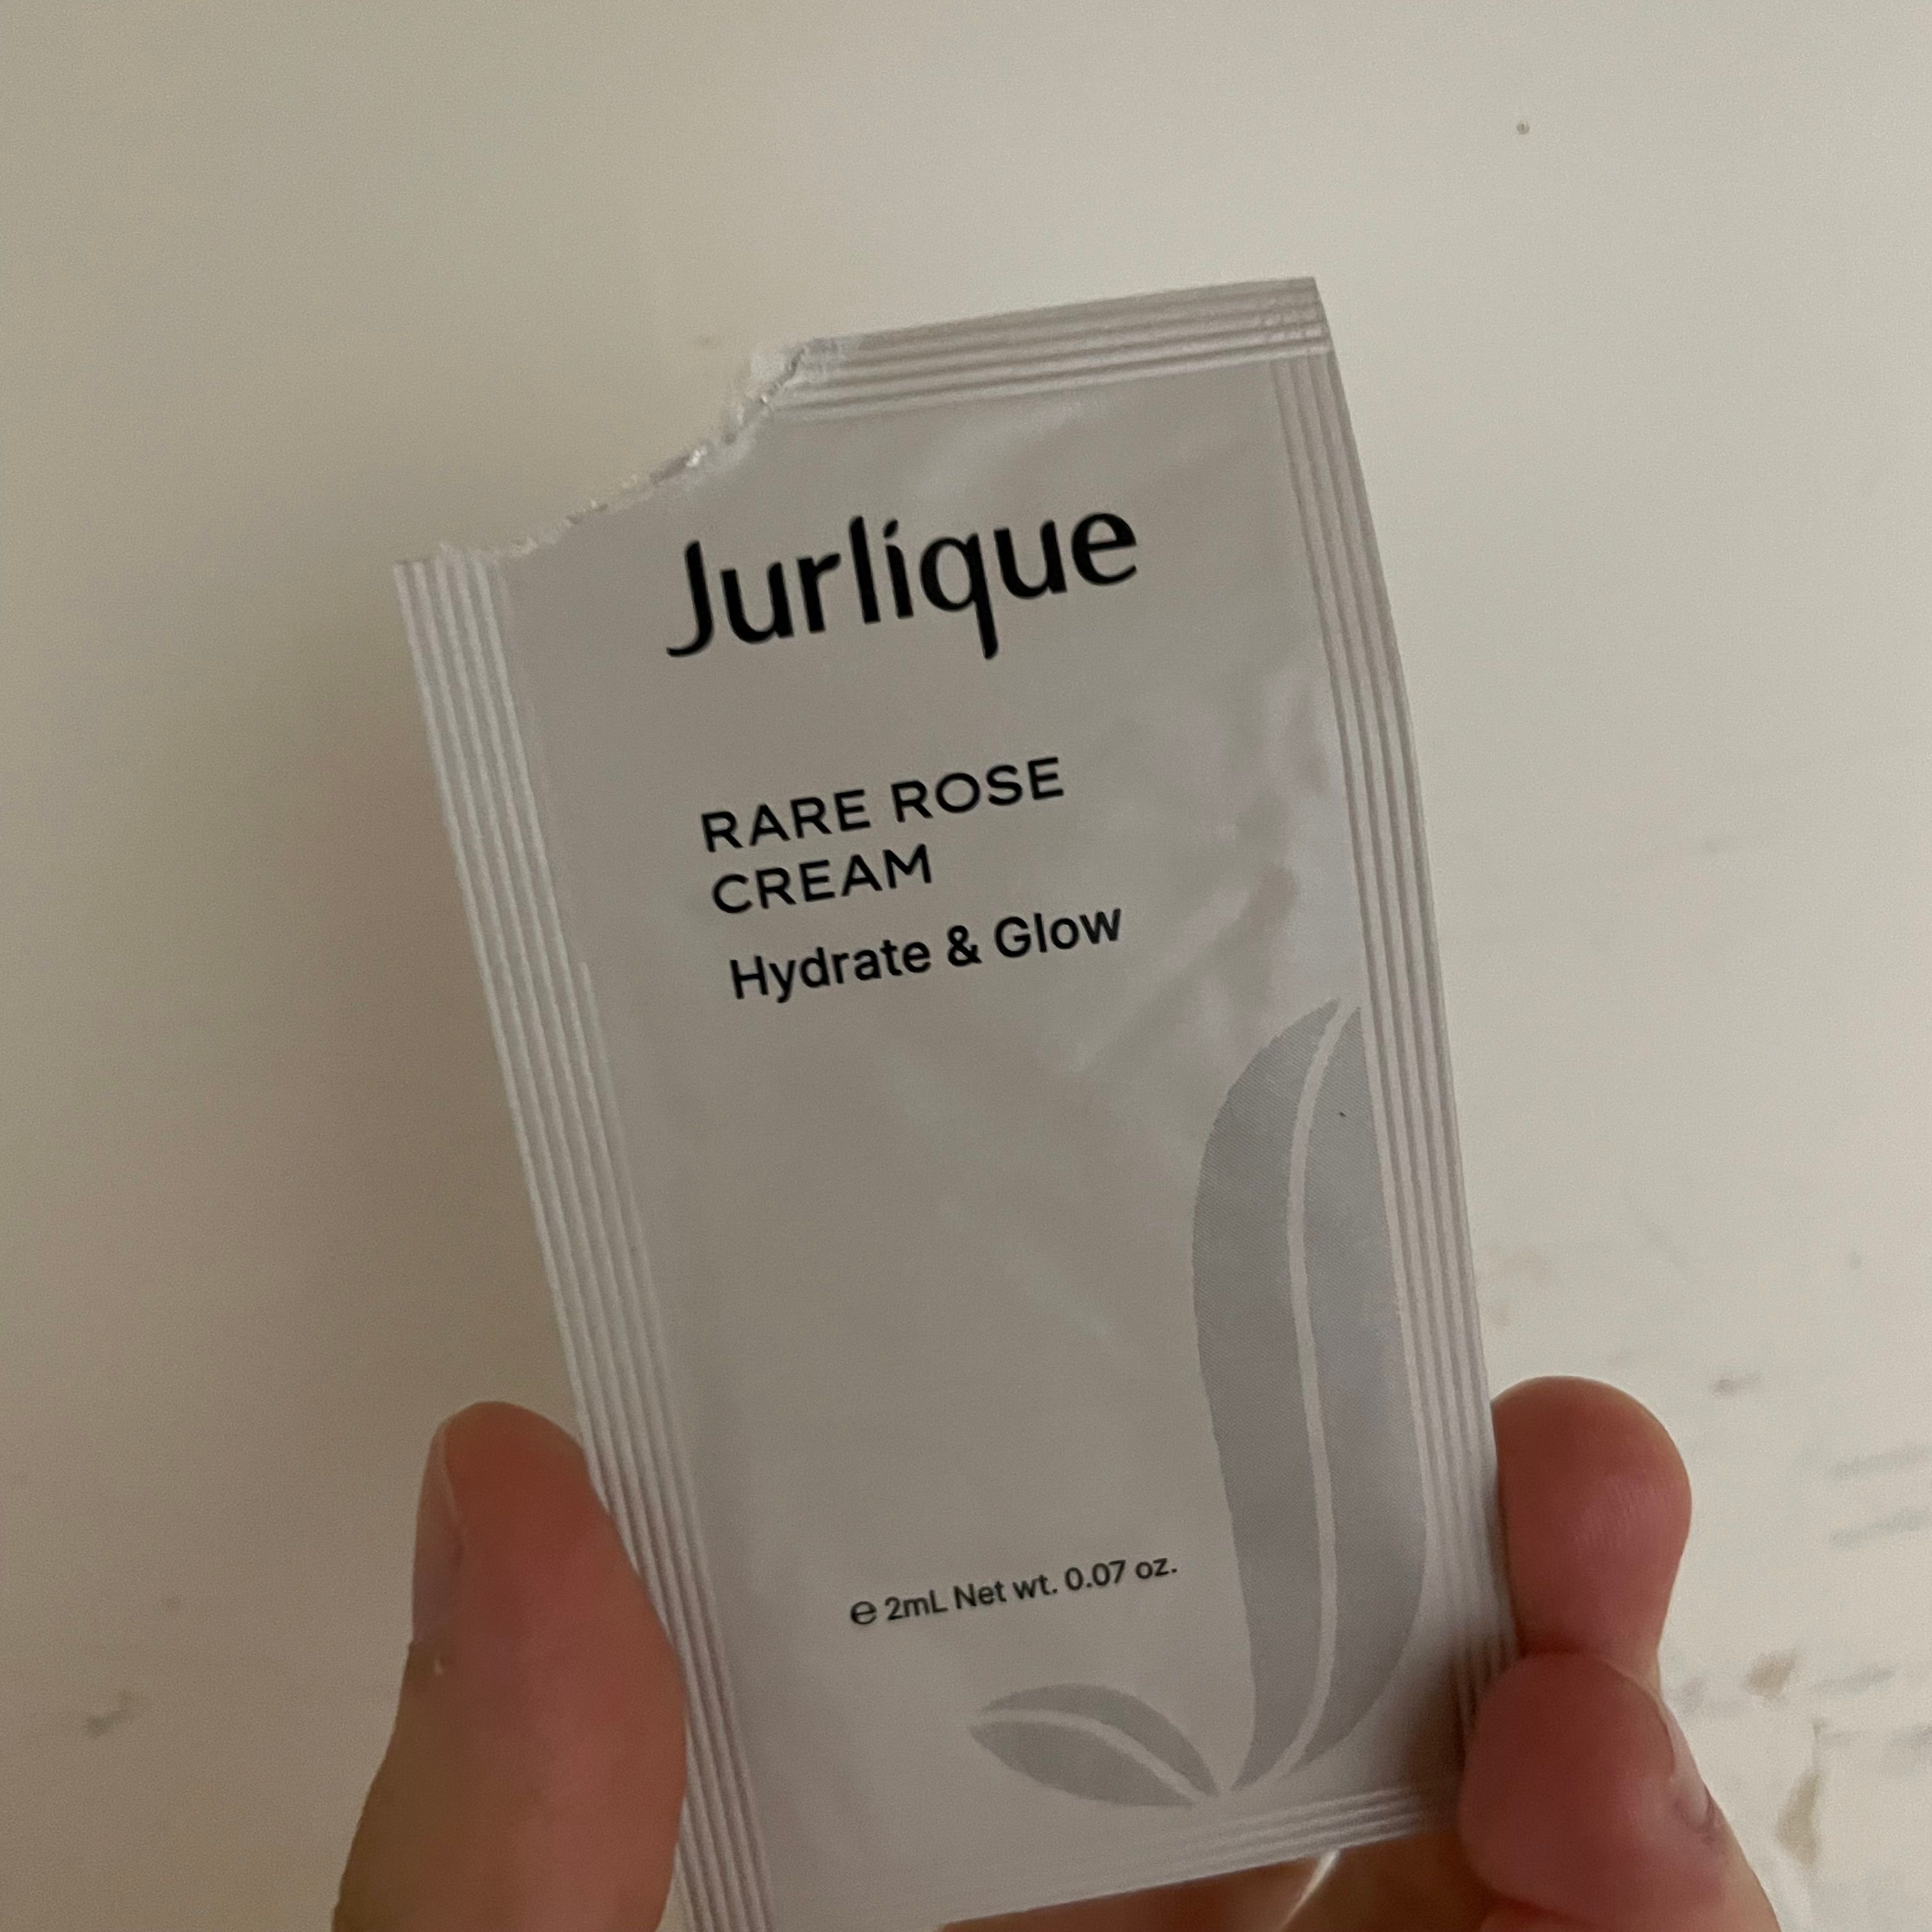 Jurlique
RARE ROSE
CREAM
Hydrate & Glow
℮ 2mL Net wt. 0.07 oz.